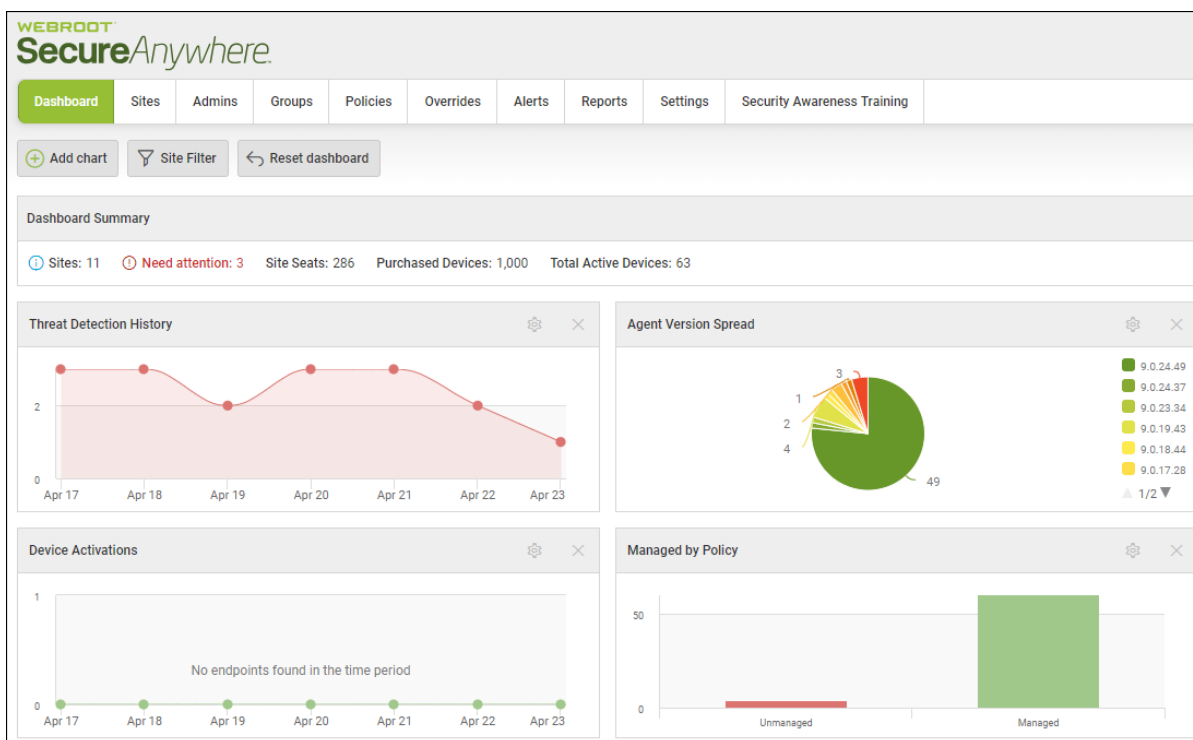 WEBROOT
SecureAnywhere.
Dashboard Sites Admins Groups Policies Overrides Alerts Reports Settings Security Awareness Training
Add chart Site Filter Reset dashboard
Dashboard Summary
Sites: 11 Need attention: 3 Site Seats: 286 Purchased Devices: 1,000 Total Active Devices: 63
Threat Detection History
2
0
Apr 17 Apr 18 Apr 19 Apr 20 Apr 21 Apr 22 Apr 23
Agent Version Spread
3
1
2
4
49
9.0.24.49
9.0.24.37
9.0.23.34
9.0.19.43
9.0.18.44
9.0.17.28
1/2
Device Activations
1
No endpoints found in the time period
0
Apr 17 Apr 18 Apr 19 Apr 20 Apr 21 Apr 22 Apr 23
Managed by Policy
50
0
Unmanaged Managed